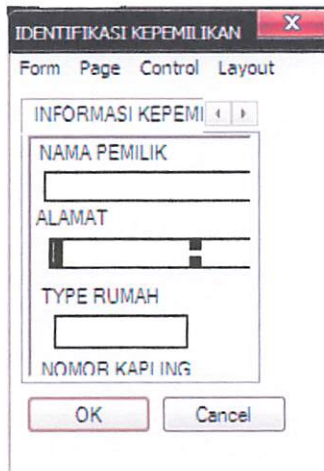 IDENTIFIKASI KEPEMILIKAN X
Form Page Control Layout
INFORMASI KEPEMI
NAMA PEMILIK
ALAMAT
TYPE RUMAH
NOMOR KAPLING
OK Cancel